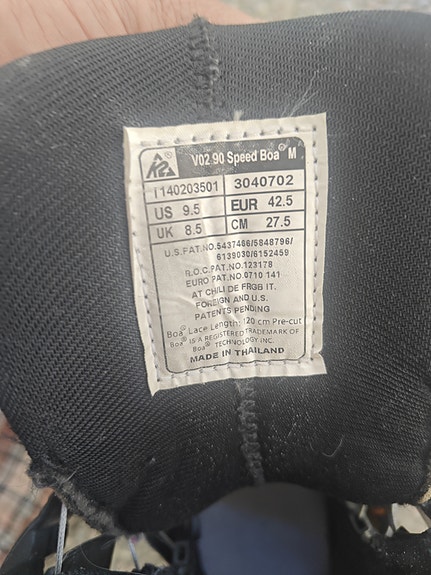 K2® VO2 90 Speed Boa® M
I140203501 3040702
US 9.5 EUR 42.5
UK 8.5 CM 27.5
U.S.PAT.NO.5437466/5848796/
6139030/6152459
R.O.C.PAT.NO.123178
EURO PAT.NO.0710 141
AT CH LI DE FR GB IT.
FOREIGN AND U.S.
PATENTS PENDING
Boa® Lace Length: 120 cm Pre-cut
Boa® IS A REGISTERED TRADEMARK OF
Boa® TECHNOLOGY INC.
MADE IN THAILAND